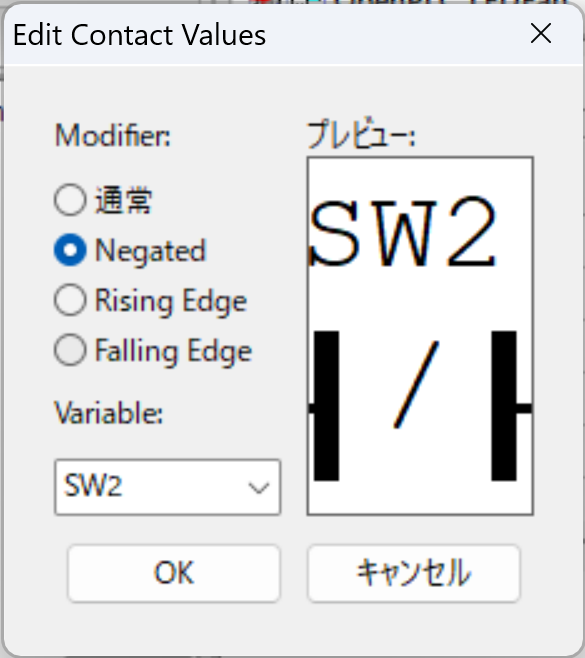 Edit Contact Values
Modifier:
通常
Negated
Rising Edge
Falling Edge
Variable:
SW2
プレビュー:
SW2
/
OK
キャンセル